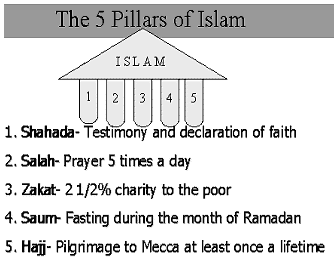 The 5 Pillars of Islam
ISLAM
1 2 3 4 5
1. Shahada- Testimony and declaration of faith
2. Salah- Prayer 5 times a day
3. Zakat- 2 1/2% charity to the poor
4. Saum- Fasting during the month of Ramadan
5. Hajj- Pilgrimage to Mecca at least once a lifetime